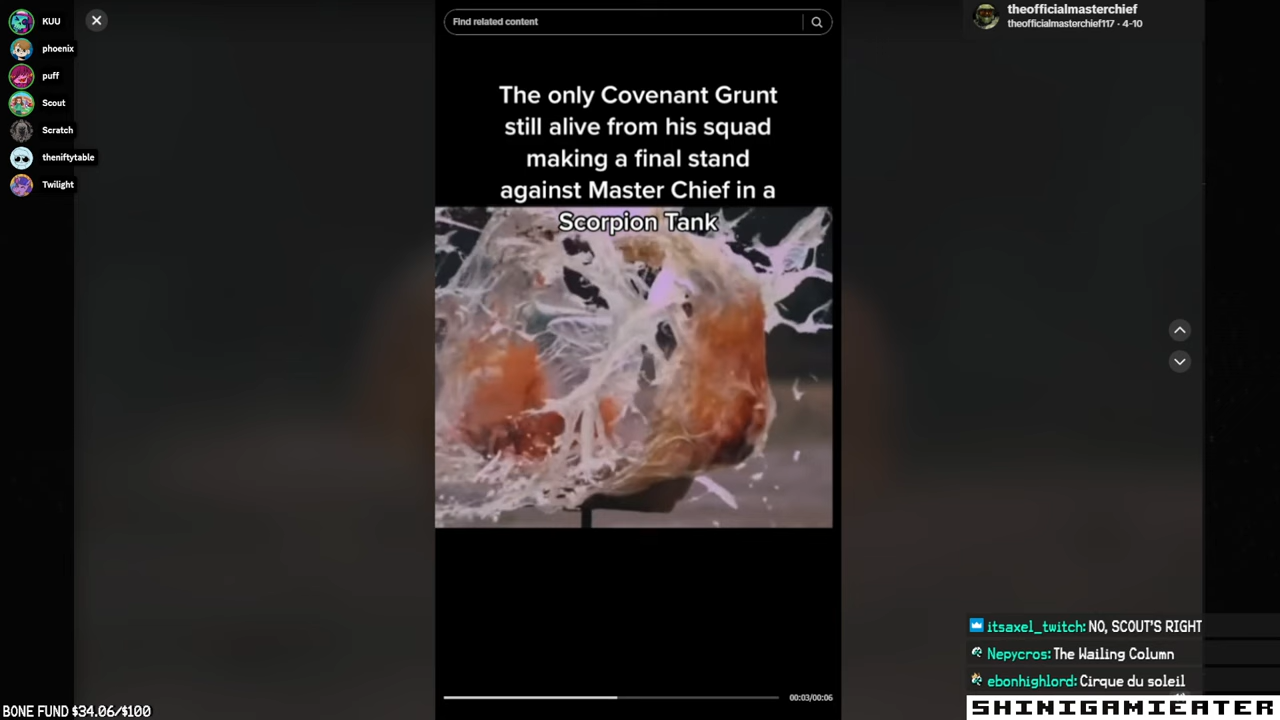 KUU
phoenix
puff
Scout
Scratch
theniftytable
Twilight
Find related content
The only Covenant Grunt
still alive from his squad
making a final stand
against Master Chief in a
Scorpion Tank
00:03/00:06
theofficialmasterchief
theofficialmasterchief117 · 4-10
itsaxel_twitch: NO, SCOUT'S RIGHT
Nepycros: The Wailing Column
ebonhighlord: Cirque du soleil
SHINIGAMIEATER
BONE FUND $34.06/$100